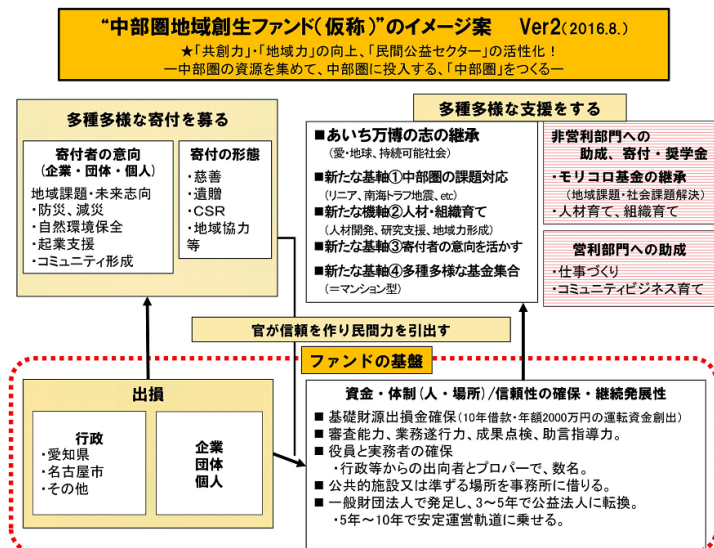 “中部圏地域創生ファンド(仮称)”のイメージ案 Ver2(2016.8.)
★「共創力」・「地域力」の向上、「民間公益セクター」の活性化！
―中部圏の資源を集めて、中部圏に投入する、「中部圏」をつくる―
多種多様な寄付を募る
寄付者の意向
(企業・団体・個人)
地域課題・未来志向
・防災、減災
・自然環境保全
・起業支援
・コミュニティ形成
寄付の形態
・慈善
・遺贈
・CSR
・地域協力
等
多種多様な支援をする
■あいち万博の志の継承
(愛・地球、持続可能社会)
■新たな基軸①中部圏の課題対応
(リニア、南海トラフ地震、etc)
■新たな機軸②人材・組織育て
(人材開発、研究支援、地域力形成)
■新たな基軸③寄付者の意向を活かす
■新たな基軸④多種多様な基金集合
(＝マンション型)
非営利部門への
助成、寄付・奨学金
・モリコロ基金の継承
(地域課題・社会課題解決)
・人材育て、組織育て
営利部門への助成
・仕事づくり
・コミュニティビジネス育て
官が信頼を作り民間力を引出す
ファンドの基盤
出損
行政
・愛知県
・名古屋市
・その他
企業
団体
個人
資金・体制(人・場所)/信頼性の確保・継続発展性
■ 基礎財源出損金確保(10年借款・年額2000万円の運転資金創出)
■ 審査能力、業務遂行力、成果点検、助言指導力。
■ 役員と実務者の確保
・行政等からの出向者とプロパーで、数名。
■ 公共的施設又は準ずる場所を事務所に借りる。
■ 一般財団法人で発足し、3～5年で公益法人に転換。
・5年～10年で安定運営軌道に乗せる。